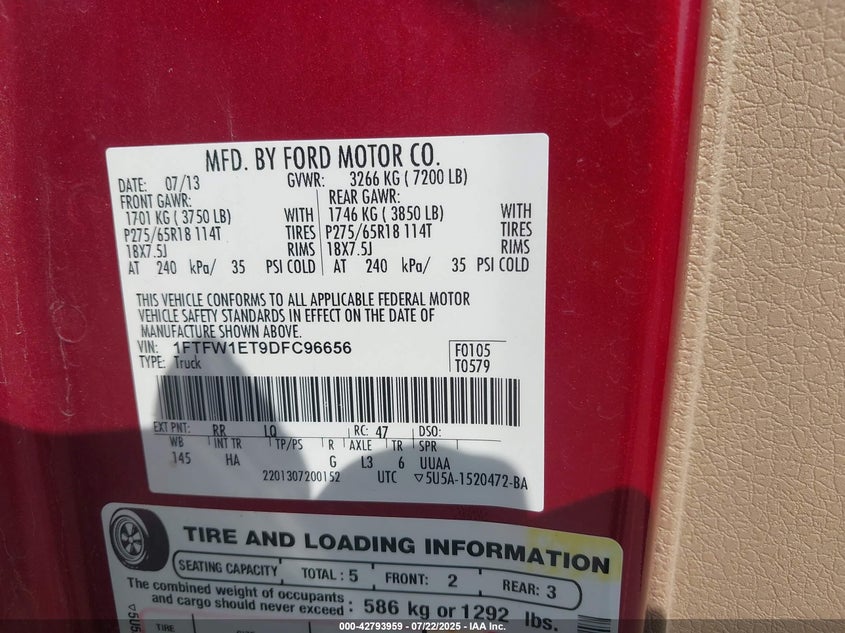 MFD. BY FORD MOTOR CO.
DATE: 07/13 GVWR: 3266 KG ( 7200 LB)
FRONT GAWR: REAR GAWR:
1701 KG ( 3750 LB) WITH 1746 KG ( 3850 LB) WITH
P275/65R18 114T TIRES P275/65R18 114T TIRES
18X7.5J RIMS 18X7.5J RIMS
AT 240 kPa/ 35 PSI COLD AT 240 kPa/ 35 PSI COLD
THIS VEHICLE CONFORMS TO ALL APPLICABLE FEDERAL MOTOR
VEHICLE SAFETY STANDARDS IN EFFECT ON THE DATE OF
MANUFACTURE SHOWN ABOVE.
VIN: 1FTFW1ET9DFC96656 F0105
TYPE: Truck T0579
EXT PNT: RR LQ RC: 47 DSO:
WB INT TR TP/PS R AXLE TR SPR
145 HA G L3 6 UUAA
2201307200152 UTC ▽5U5A-1520472-BA
TIRE AND LOADING INFORMATION
SEATING CAPACITY TOTAL : 5 FRONT: 2 REAR: 3
The combined weight of occupants
and cargo should never exceed : 586 kg or 1292 lbs.
▽5U5
TIRE
000-42793959 - 07/22/2025 - IAA Inc.